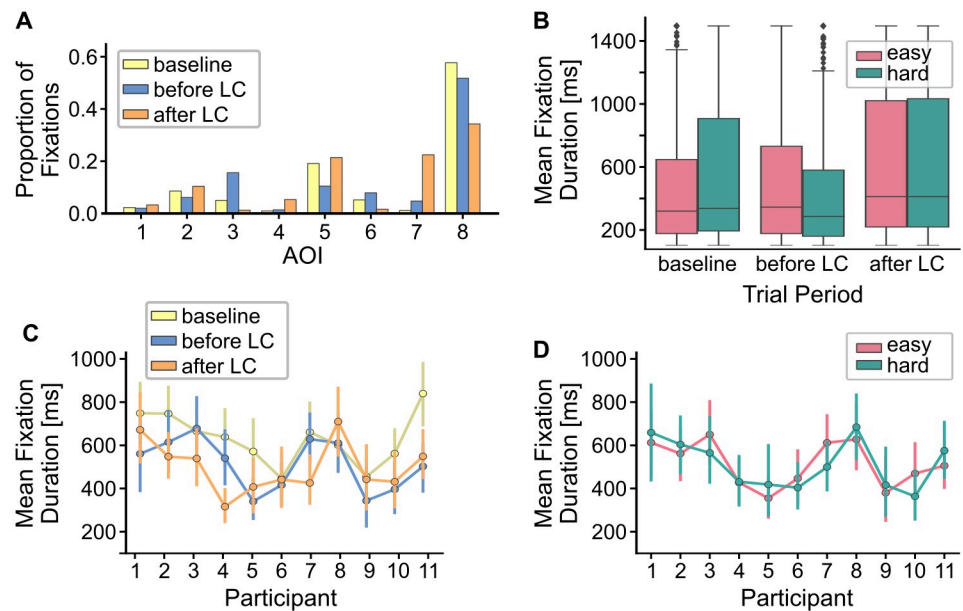 A
Proportion of
Fixations
0.6
0.4
0.2
0.0
baseline
before LC
after LC
1 2 3 4 5 6 7 8
AOI
B
Mean Fixation
Duration [ms]
1400
1000
600
200
easy
hard
baseline before LC after LC
Trial Period
C
baseline
before LC
after LC
Mean Fixation
Duration [ms]
1000
800
600
400
200
1 2 3 4 5 6 7 8 9 10 11
Participant
D
easy
hard
Mean Fixation
Duration [ms]
1000
800
600
400
200
1 2 3 4 5 6 7 8 9 10 11
Participant